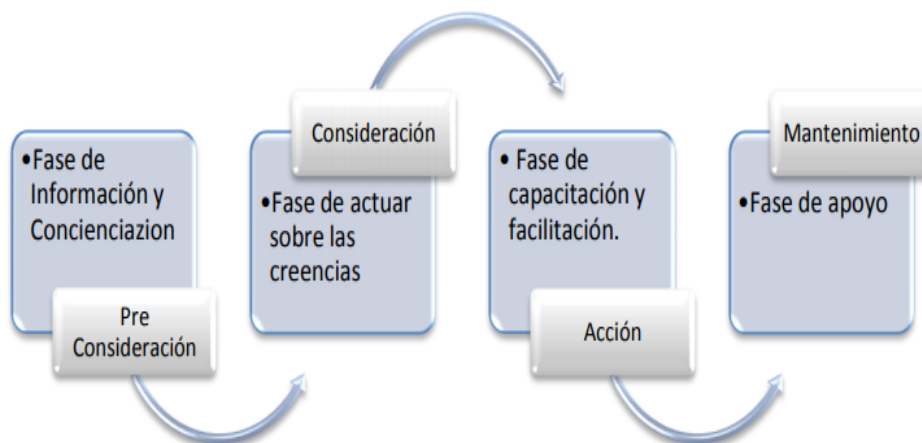 •Fase de
Información y
Concienciazion
Pre
Consideración
Consideración
•Fase de actuar
sobre las
creencias
• Fase de
capacitación y
facilitación.
Acción
Mantenimiento
•Fase de apoyo